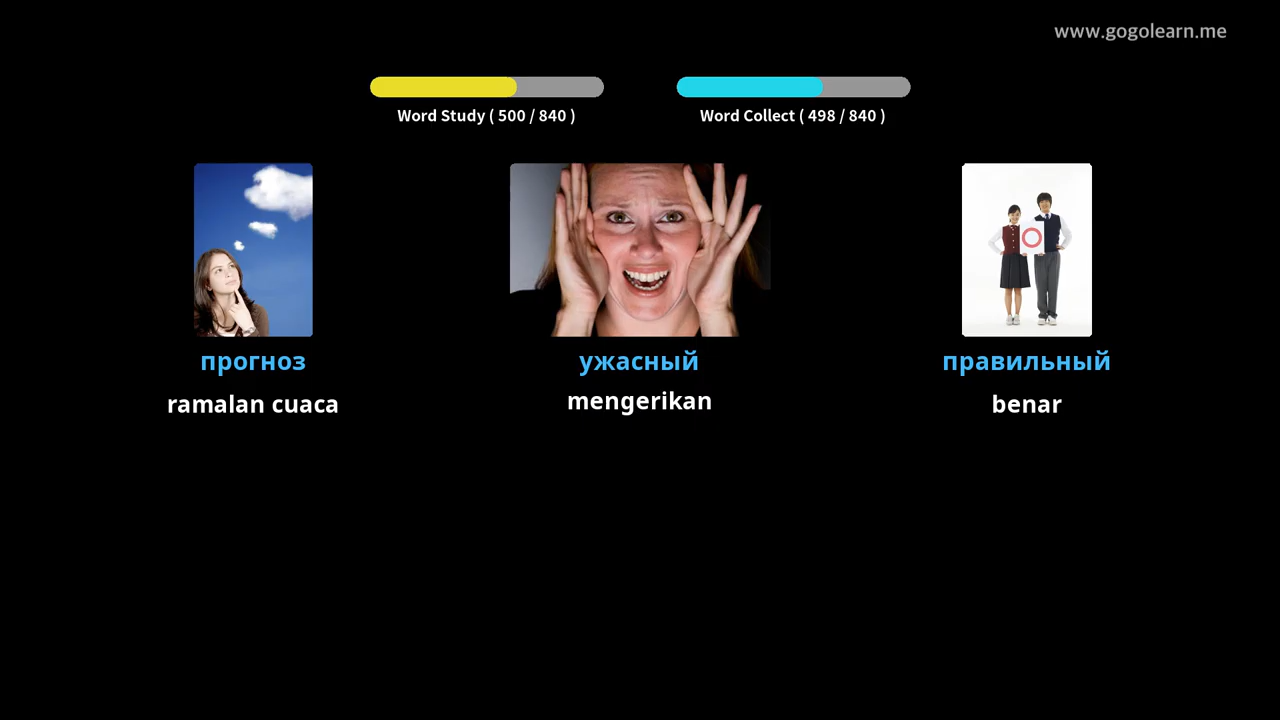 www.gogolearn.me
Word Study ( 500 / 840 )
Word Collect ( 498 / 840 )
прогноз
ужасный
правильный
ramalan cuaca
mengerikan
benar